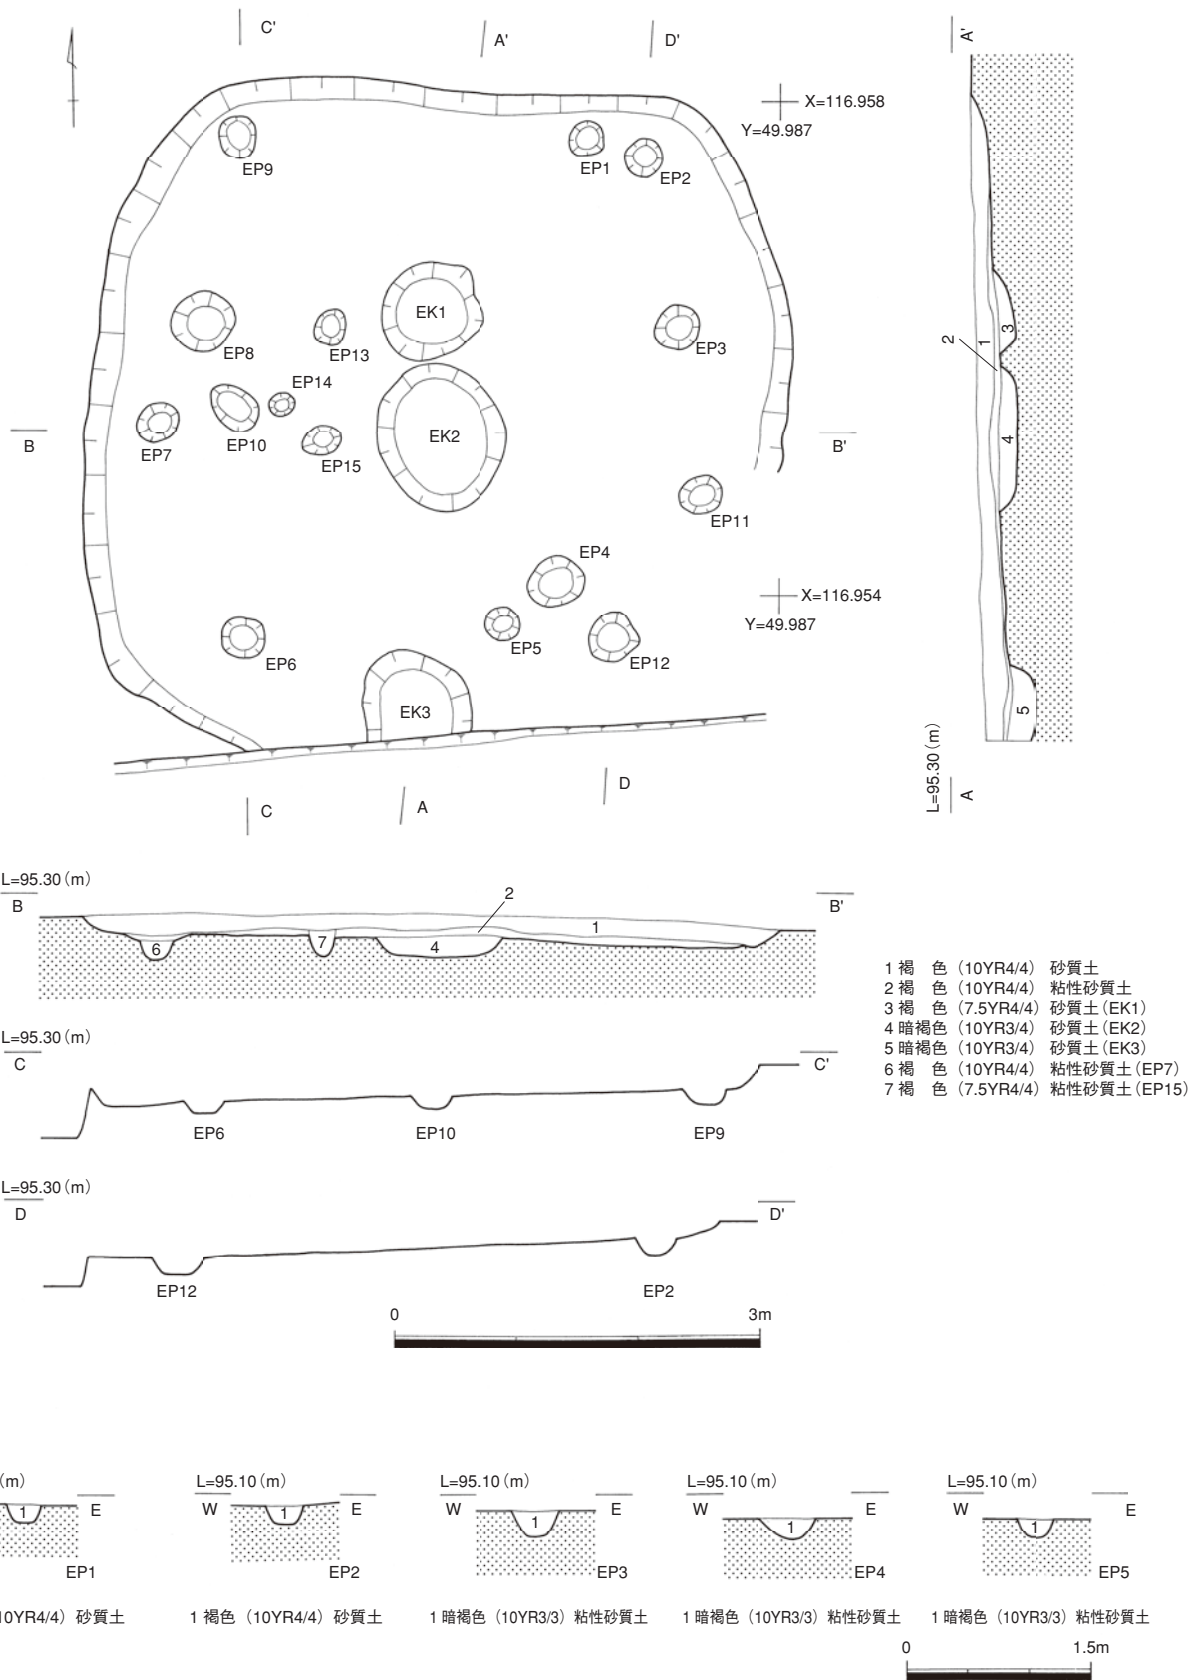 C'
A'
D'
A'
X=116.958
Y=49.987
EP9
EP1
EP2
EK1
EP8
EP13
EP3
3
2
1
EP14
EK2
4
B
EP7
EP10
EP15
B'
EP11
EP4
X=116.954
Y=49.987
EP5
EP6
EP12
EK3
5
L=95.30(m)
A
C
A
D
L=95.30(m)
B
2
B'
1
6
7
4
1 褐　色（10YR4/4）砂質土
2 褐　色（10YR4/4）粘性砂質土
3 褐　色（7.5YR4/4）砂質土(EK1)
4 暗褐色（10YR3/4）砂質土(EK2)
5 暗褐色（10YR3/4）砂質土(EK3)
6 褐　色（10YR4/4）粘性砂質土(EP7)
7 褐　色（7.5YR4/4）粘性砂質土(EP15)
L=95.30(m)
C
C'
EP6
EP10
EP9
L=95.30(m)
D
D'
EP12
EP2
0
3m
(m)
E
1
EP1
10YR4/4）砂質土
L=95.10(m)
W
E
1
EP2
1 褐色（10YR4/4）砂質土
L=95.10(m)
W
E
1
EP3
1 暗褐色（10YR3/3）粘性砂質土
L=95.10(m)
W
E
1
EP4
1 暗褐色（10YR3/3）粘性砂質土
L=95.10(m)
W
E
1
EP5
1 暗褐色（10YR3/3）粘性砂質土
0
1.5m